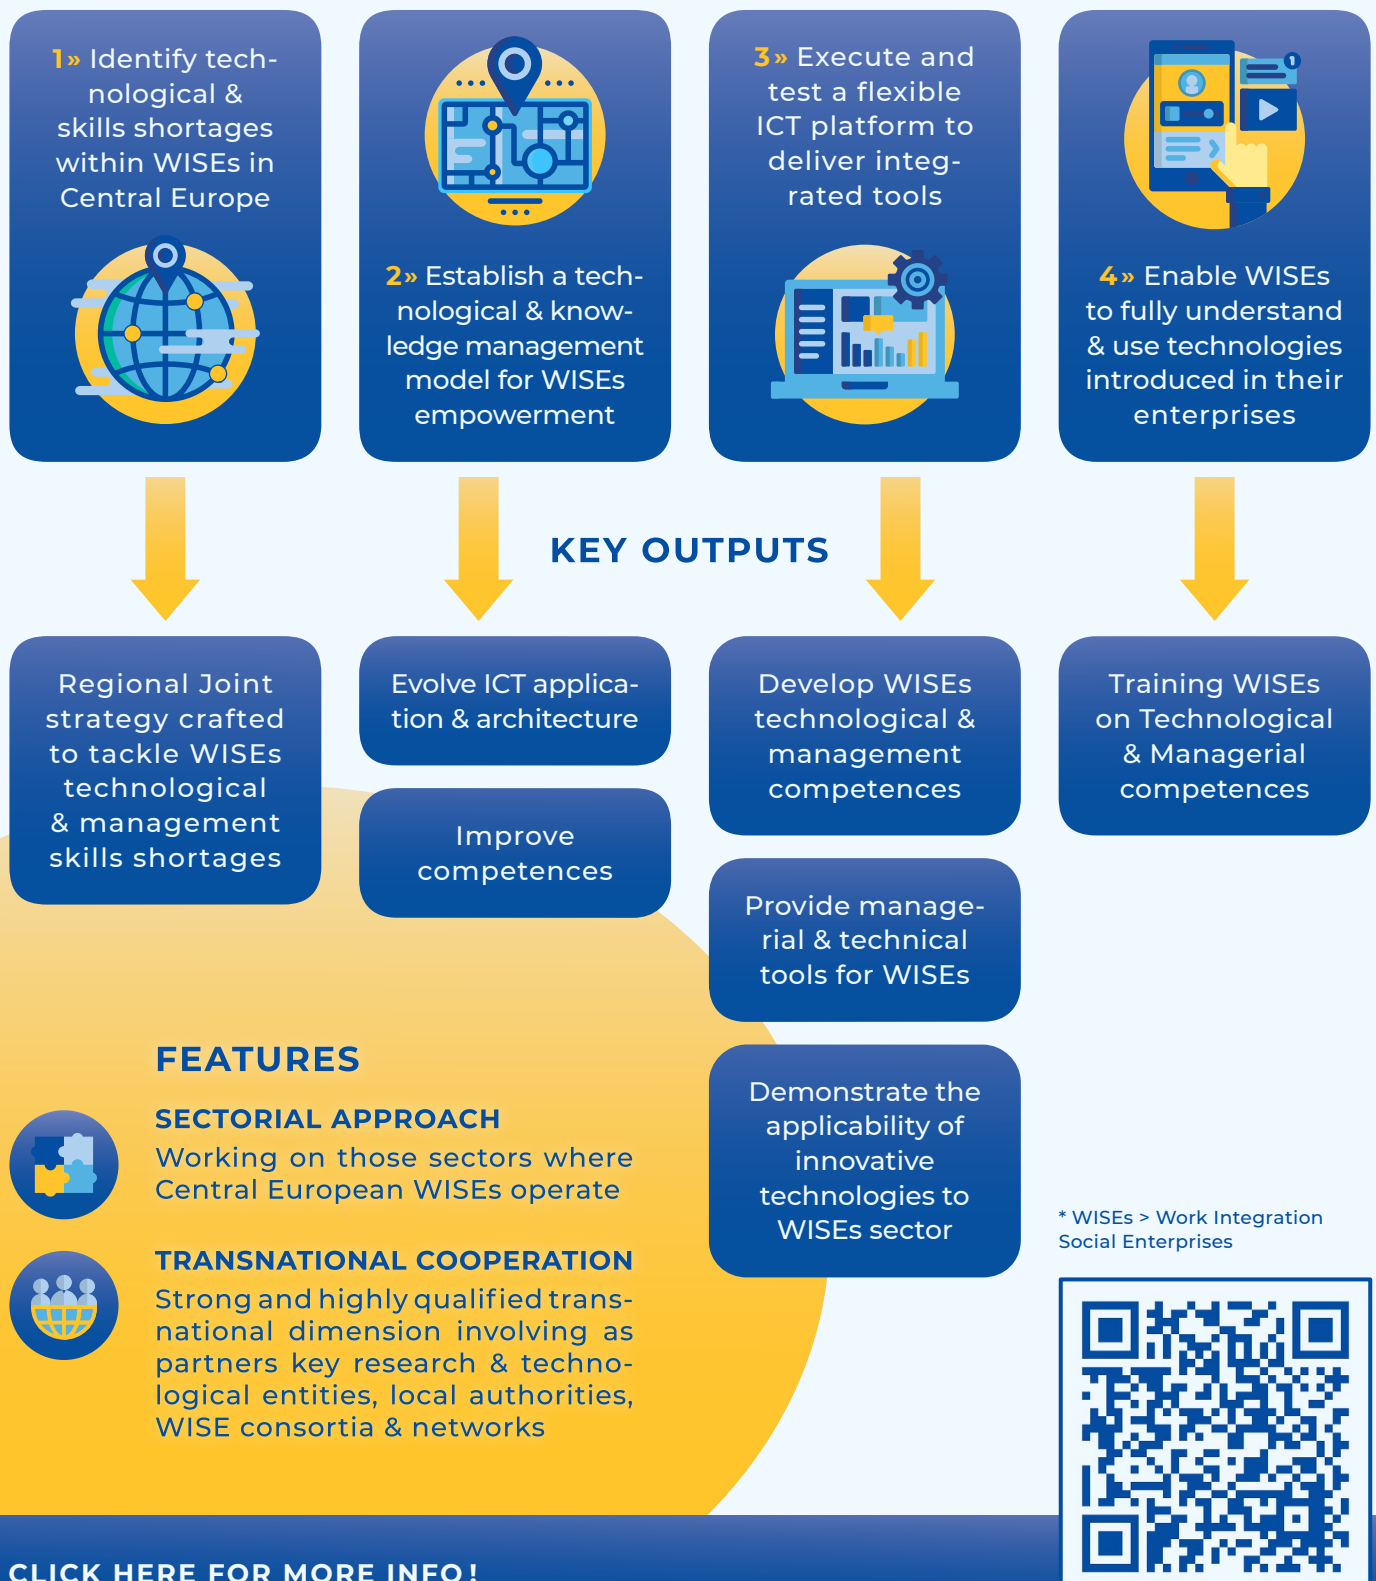 1» Identify tech-
nological &
skills shortages
within WISEs in
Central Europe
2» Establish a tech-
nological & know-
ledge management
model for WISEs
empowerment
3» Execute and
test a flexible
ICT platform to
deliver integ-
rated tools
1
4» Enable WISEs
to fully understand
& use technologies
introduced in their
enterprises
KEY OUTPUTS
Regional Joint
strategy crafted
to tackle WISEs
technological
& management
skills shortages
Evolve ICT applica-
tion & architecture
Improve
competences
Develop WISEs
technological &
management
competences
Provide manage-
rial & technical
tools for WISEs
Demonstrate the
applicability of
innovative
technologies to
WISEs sector
Training WISEs
on Technological
& Managerial
competences
FEATURES
SECTORIAL APPROACH
Working on those sectors where
Central European WISEs operate
TRANSNATIONAL COOPERATION
Strong and highly qualified trans-
national dimension involving as
partners key research & techno-
logical entities, local authorities,
WISE consortia & networks
* WISEs > Work Integration
Social Enterprises
CLICK HERE FOR MORE INFO!